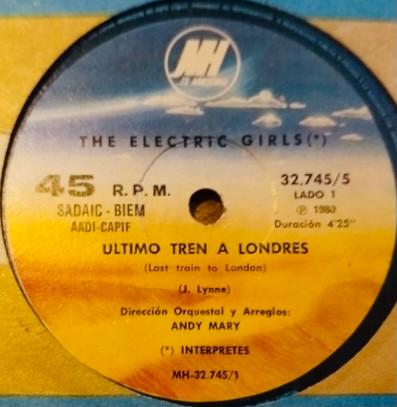 MH
THE ELECTRIC GIRLS(*)
45 R.P.M.
32.745/5
LADO 1
SADAIC - BIEM
℗ 1980
AADI-CAPIF
Duración 4'25"
ULTIMO TREN A LONDRES
(Last train to London)
(J. Lynne)
Dirección Orquestal y Arreglos:
ANDY MARY
(*) INTERPRETES
MH-32.745/1